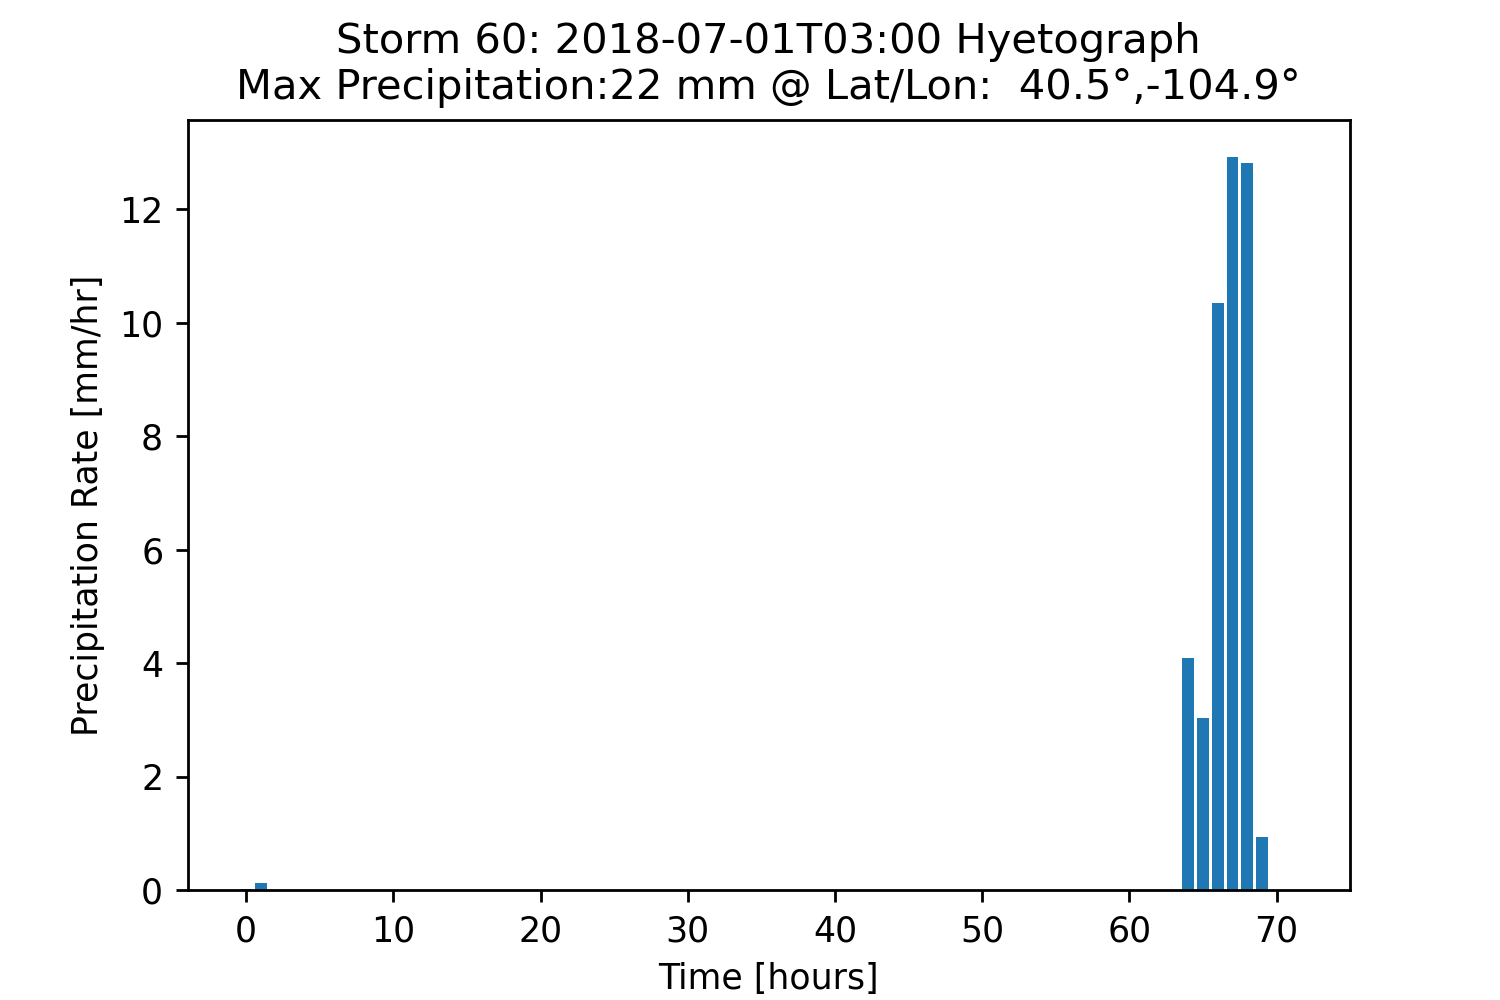 Storm 60: 2018-07-01T03:00 Hyetograph
Max Precipitation:22 mm @ Lat/Lon:  40.5°,-104.9°
12
10
8
6
4
2
0
Precipitation Rate [mm/hr]
0 10 20 30 40 50 60 70
Time [hours]